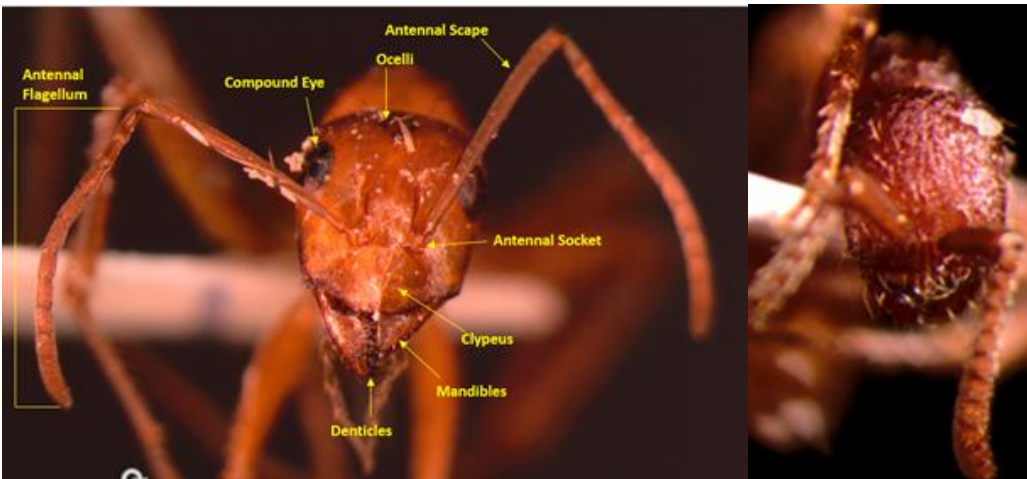 Antennal Scape
Ocelli
Antennal
Flagellum
Compound Eye
Antennal Socket
Clypeus
Mandibles
Denticles